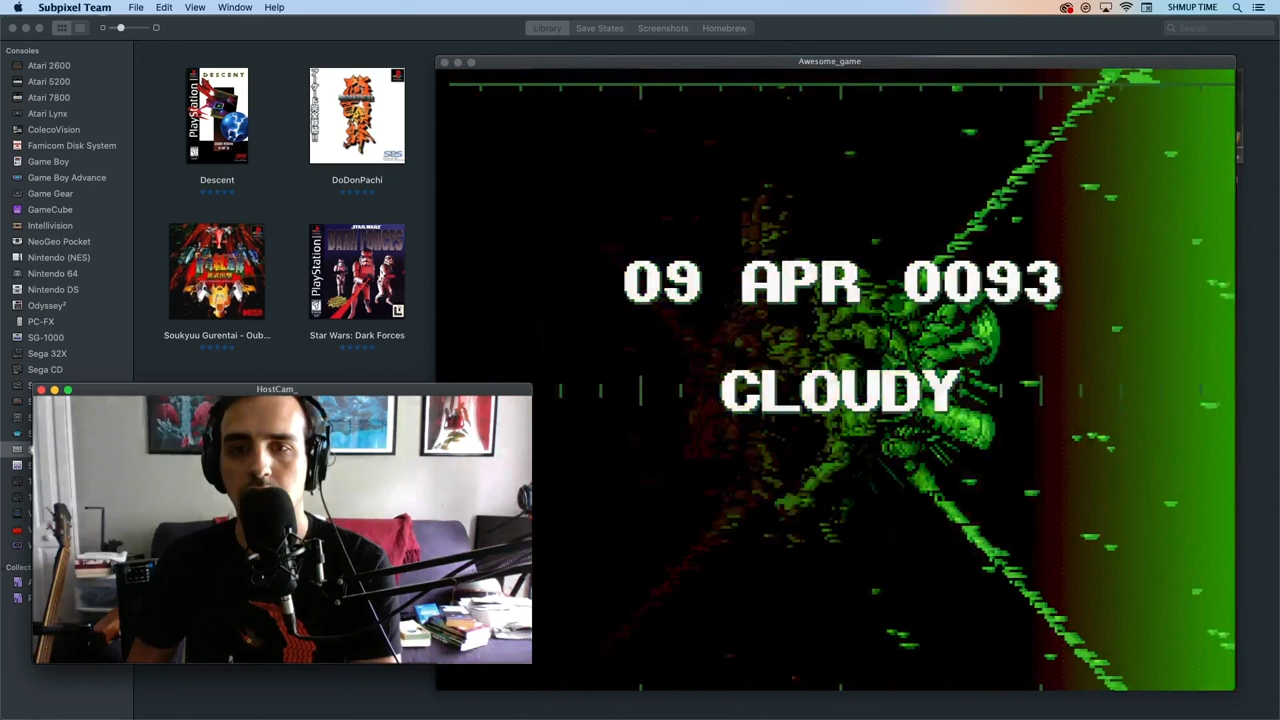 Subpixel Team File Edit View Window Help SHMUP TIME
Library Save States Screenshots Homebrew Search
Consoles
Atari 2600
Atari 5200
Atari 7800
Atari Lynx
ColecoVision
Famicom Disk System
Game Boy
Game Boy Advance
Game Gear
GameCube
Intellivision
NeoGeo Pocket
Nintendo (NES)
Nintendo 64
Nintendo DS
Odyssey²
PC-FX
SG-1000
Sega 32X
Sega CD
Collec
PlayStation
DESCENT
Descent
DoDonPachi
Soukyuu Gurentai - Oub...
PlayStation
STAR WARS
DARK FORCES
Star Wars: Dark Forces
Awesome_game
09 APR 0093
CLOUDY
HostCam_